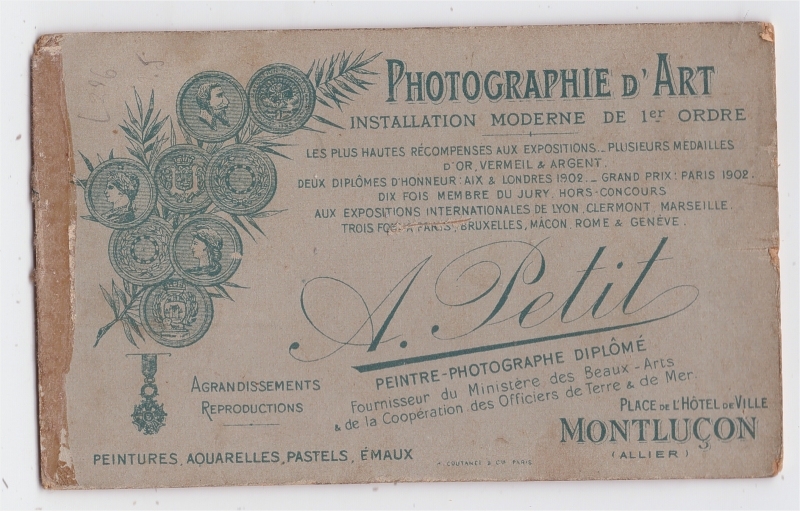 PHOTOGRAPHIE D'ART
INSTALLATION MODERNE DE 1er ORDRE
LES PLUS HAUTES RÉCOMPENSES AUX EXPOSITIONS _ PLUSIEURS MEDAILLES
D'OR, VERMEIL & ARGENT.
DEUX DIPLÔMES D'HONNEUR: AIX & LONDRES 1902 _ GRAND PRIX: PARIS 1902.
DIX FOIS MEMBRE DU JURY, HORS-CONCOURS
AUX EXPOSITIONS INTERNATIONALES DE LYON, CLERMONT, MARSEILLE.
TROIS FOIS A PARIS, BRUXELLES, MACON ROME & GENÈVE.
A. Petit
PEINTRE-PHOTOGRAPHE DIPLÔMÉ
Fournisseur du Ministère des Beaux-Arts
& de la Coopération des Officiers de Terre & de Mer.
AGRANDISSEMENTS
REPRODUCTIONS
PLACE DE L'HÔTEL DE VILLE
MONTLUÇON
(ALLIER)
PEINTURES, AQUARELLES, PASTELS, ÉMAUX
PARIS